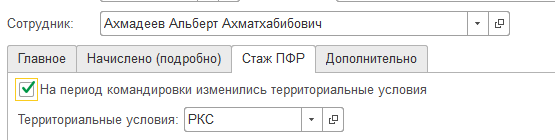 Сотрудник: Ахмадеев Альберт Ахматхабибович
Главное Начислено (подробно) Стаж ПФР Дополнительно
На период командировки изменились территориальные условия
Территориальные условия: РКС